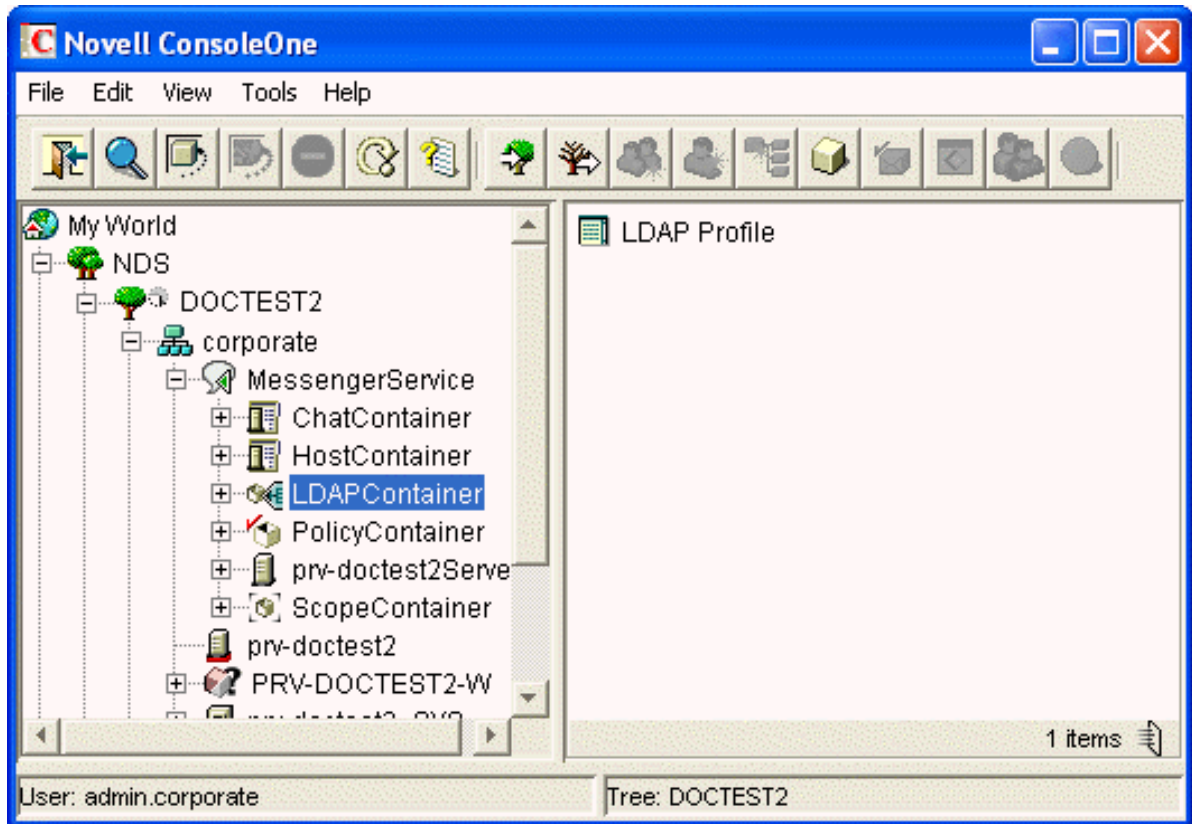 Novell ConsoleOne
File Edit View Tools Help
My World
NDS
DOCTEST2
corporate
MessengerService
ChatContainer
HostContainer
LDAPContainer
PolicyContainer
prv-doctest2Serve
ScopeContainer
prv-doctest2
PRV-DOCTEST2-W
LDAP Profile
1 items
User: admin.corporate
Tree: DOCTEST2